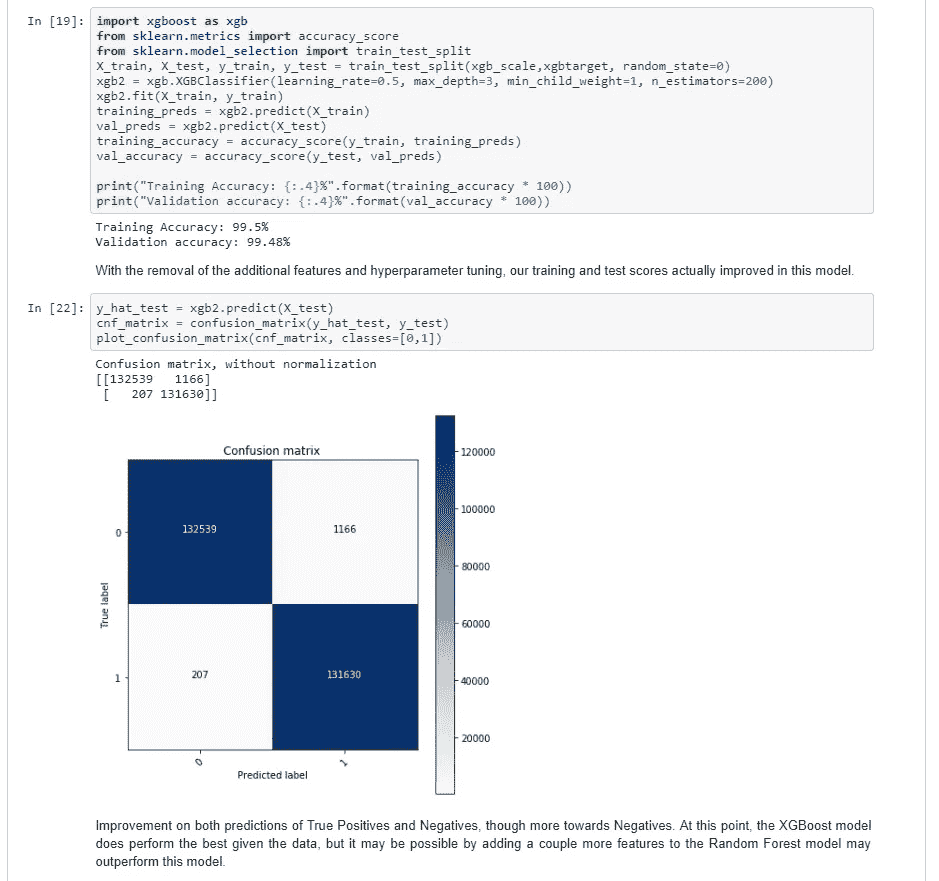 In [19]: import xgboost as xgb
from sklearn.metrics import accuracy_score
from sklearn.model_selection import train_test_split
X_train, X_test, y_train, y_test = train_test_split(xgb_scale,xgbtarget, random_state=0)
xgb2 = xgb.XGBClassifier(learning_rate=0.5, max_depth=3, min_child_weight=1, n_estimators=200)
xgb2.fit(X_train, y_train)
training_preds = xgb2.predict(X_train)
val_preds = xgb2.predict(X_test)
training_accuracy = accuracy_score(y_train, training_preds)
val_accuracy = accuracy_score(y_test, val_preds)
print("Training Accuracy: {:.4}%".format(training_accuracy * 100))
print("Validation accuracy: {:.4}%".format(val_accuracy * 100))
Training Accuracy: 99.5%
Validation accuracy: 99.48%
With the removal of the additional features and hyperparameter tuning, our training and test scores actually improved in this model.
In [22]: y_hat_test = xgb2.predict(X_test)
cnf_matrix = confusion_matrix(y_hat_test, y_test)
plot_confusion_matrix(cnf_matrix, classes=[0,1])
Confusion matrix, without normalization
[[132539 1166]
[ 207 131630]]
Confusion matrix
120000
100000
80000
60000
40000
20000
True label
0
132539
1166
1
207
131630
0
1
Predicted label
Improvement on both predictions of True Positives and Negatives, though more towards Negatives. At this point, the XGBoost model
does perform the best given the data, but it may be possible by adding a couple more features to the Random Forest model may
outperform this model.